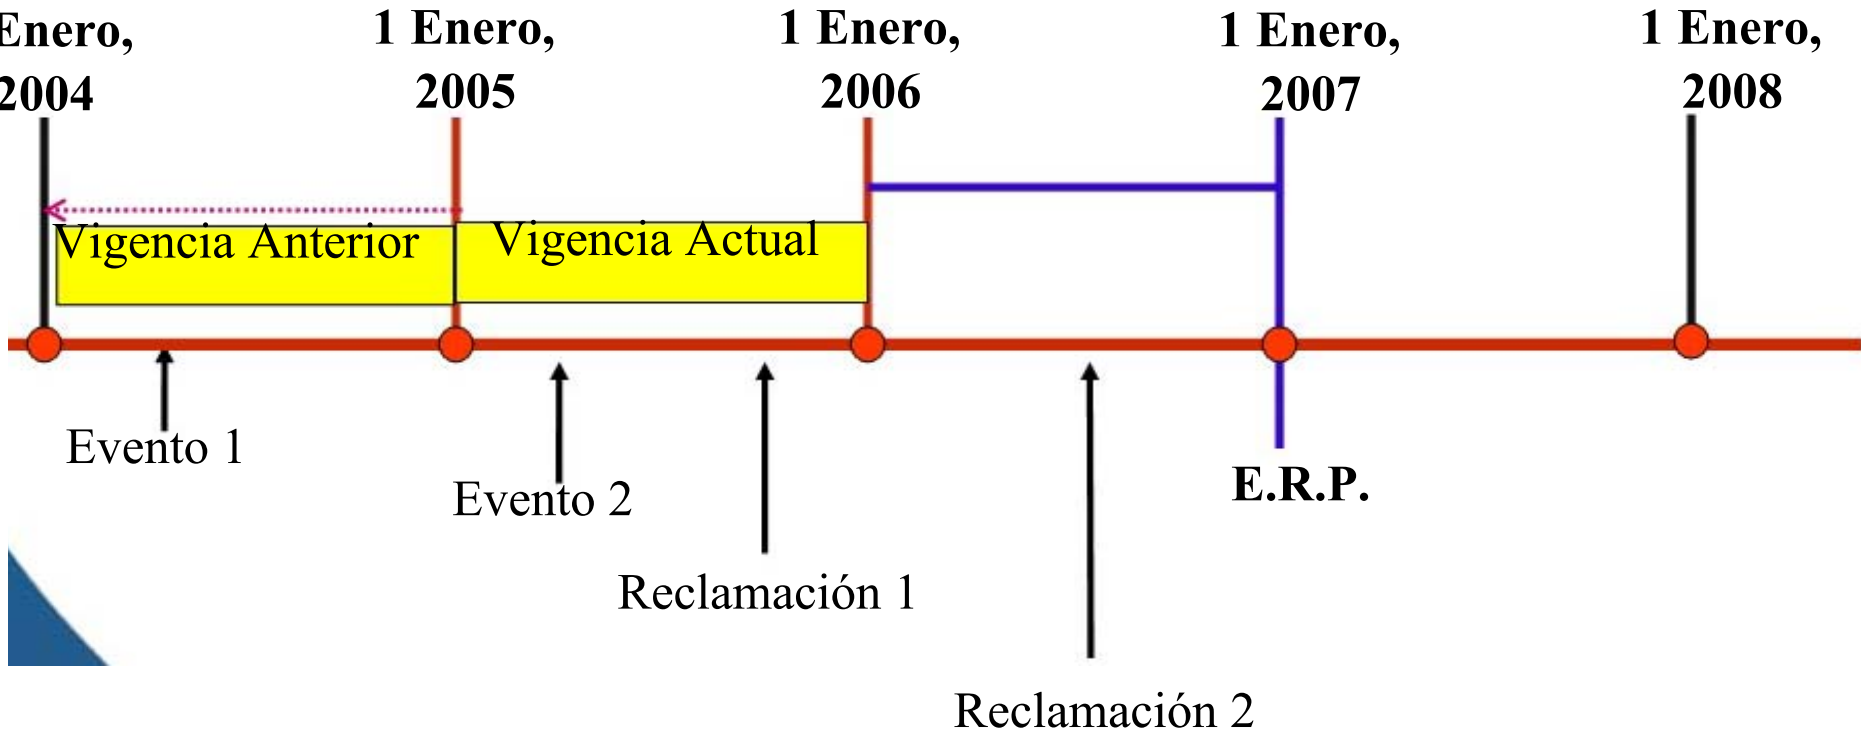 Enero,
2004
1 Enero,
2005
1 Enero,
2006
1 Enero,
2007
1 Enero,
2008
Vigencia Anterior
Vigencia Actual
Evento 1
Evento 2
E.R.P.
Reclamación 1
Reclamación 2